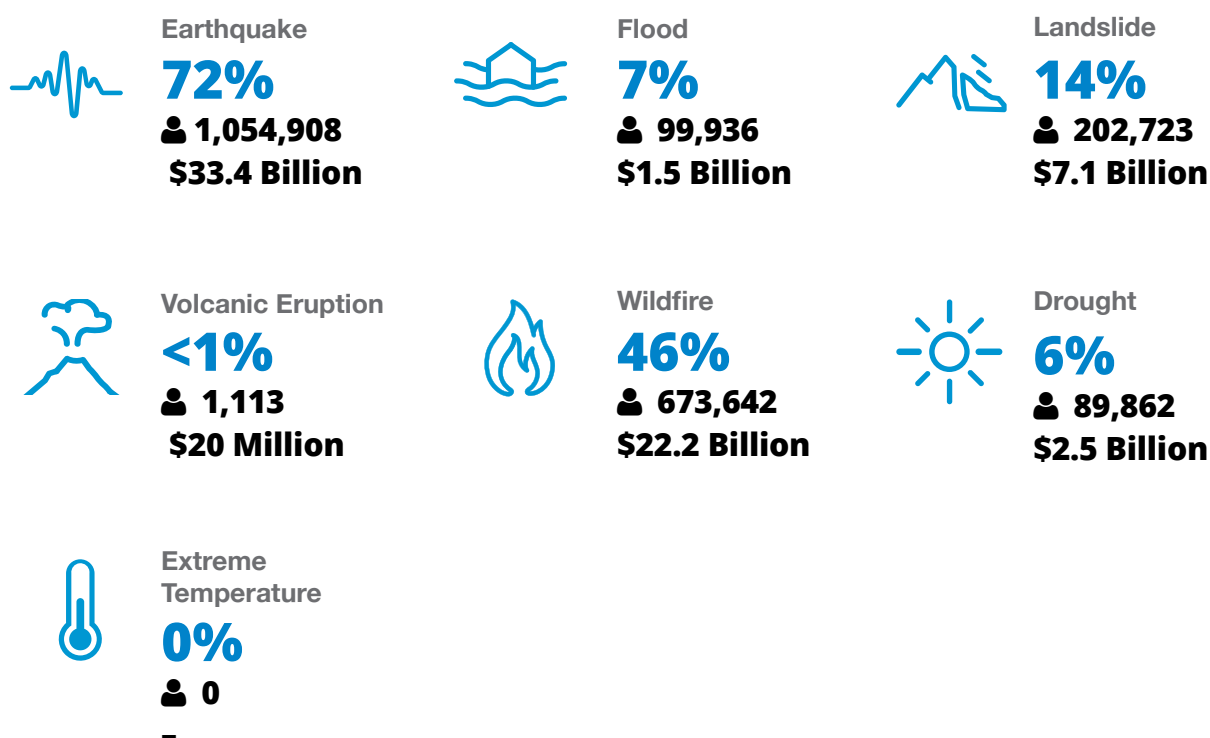 Earthquake
72%
1,054,908
$33.4 Billion
Flood
7%
99,936
$1.5 Billion
Landslide
14%
202,723
$7.1 Billion
Volcanic Eruption
<1%
1,113
$20 Million
Wildfire
46%
673,642
$22.2 Billion
Drought
6%
89,862
$2.5 Billion
Extreme
Temperature
0%
0